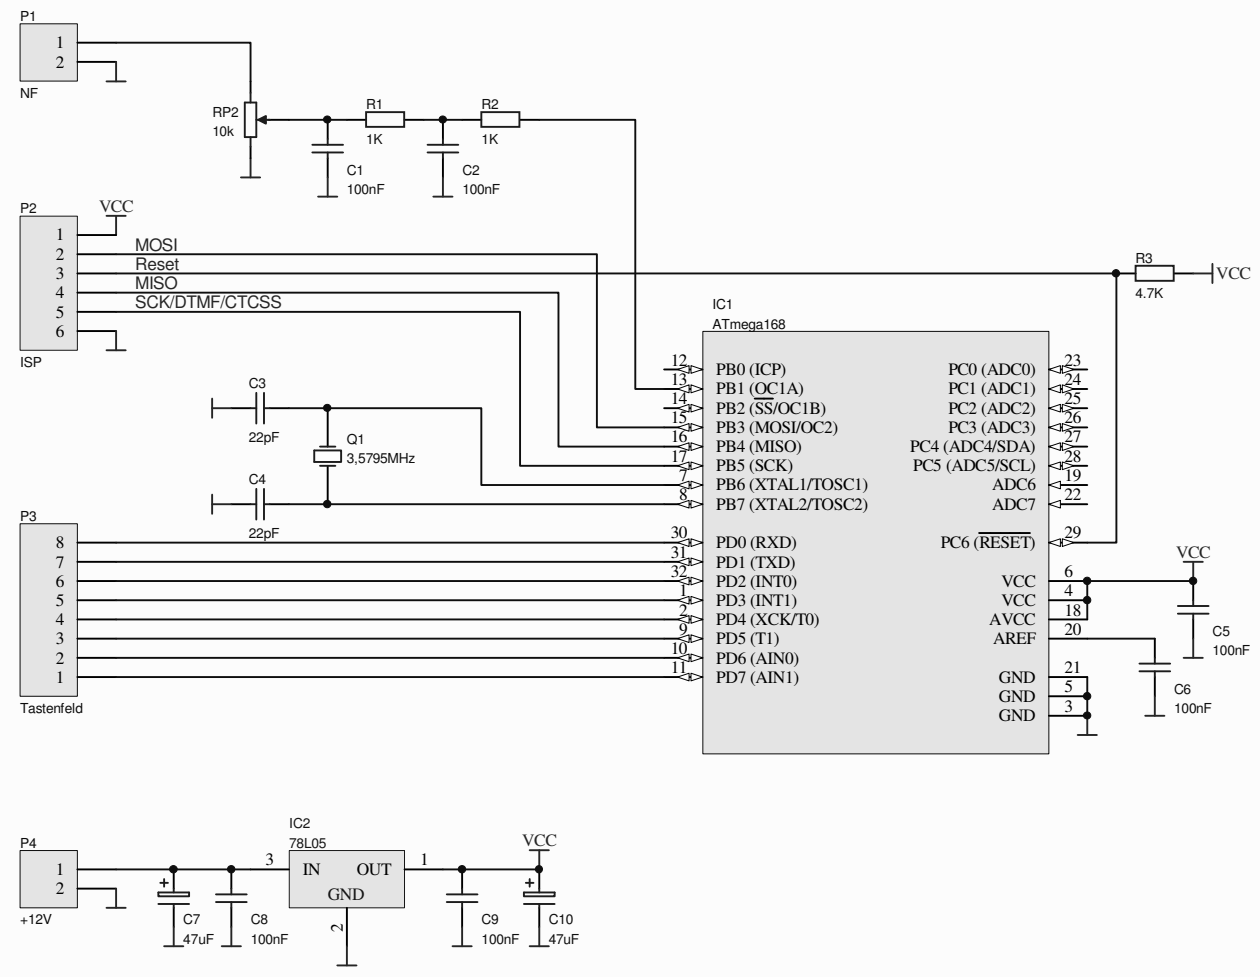 P1
1
2
NF
RP2
10k
R1
1K
R2
1K
C1
100nF
C2
100nF
P2
VCC
1
2
3
4
5
6
ISP
MOSI
Reset
MISO
SCK/DTMF/CTCSS
R3
4.7K
VCC
C3
22pF
Q1
3,5795MHz
C4
22pF
IC1
ATmega168
12 PB0 (ICP)
13 PB1 (OC1A)
14 PB2 (SS/OC1B)
15 PB3 (MOSI/OC2)
16 PB4 (MISO)
17 PB5 (SCK)
7 PB6 (XTAL1/TOSC1)
8 PB7 (XTAL2/TOSC2)
30 PD0 (RXD)
31 PD1 (TXD)
32 PD2 (INT0)
1 PD3 (INT1)
2 PD4 (XCK/T0)
9 PD5 (T1)
10 PD6 (AIN0)
11 PD7 (AIN1)
PC0 (ADC0) 23
PC1 (ADC1) 24
PC2 (ADC2) 25
PC3 (ADC3) 26
PC4 (ADC4/SDA) 27
PC5 (ADC5/SCL) 28
ADC6 19
ADC7 22
PC6 (RESET) 29
VCC 6
VCC 4
AVCC 18
AREF 20
GND 21
GND 5
GND 3
VCC
C5
100nF
C6
100nF
P3
8
7
6
5
4
3
2
1
Tastenfeld
P4
1
2
+12V
+
C7
47uF
C8
100nF
IC2
78L05
3 IN OUT 1
GND
2
C9
100nF
VCC
+
C10
47uF